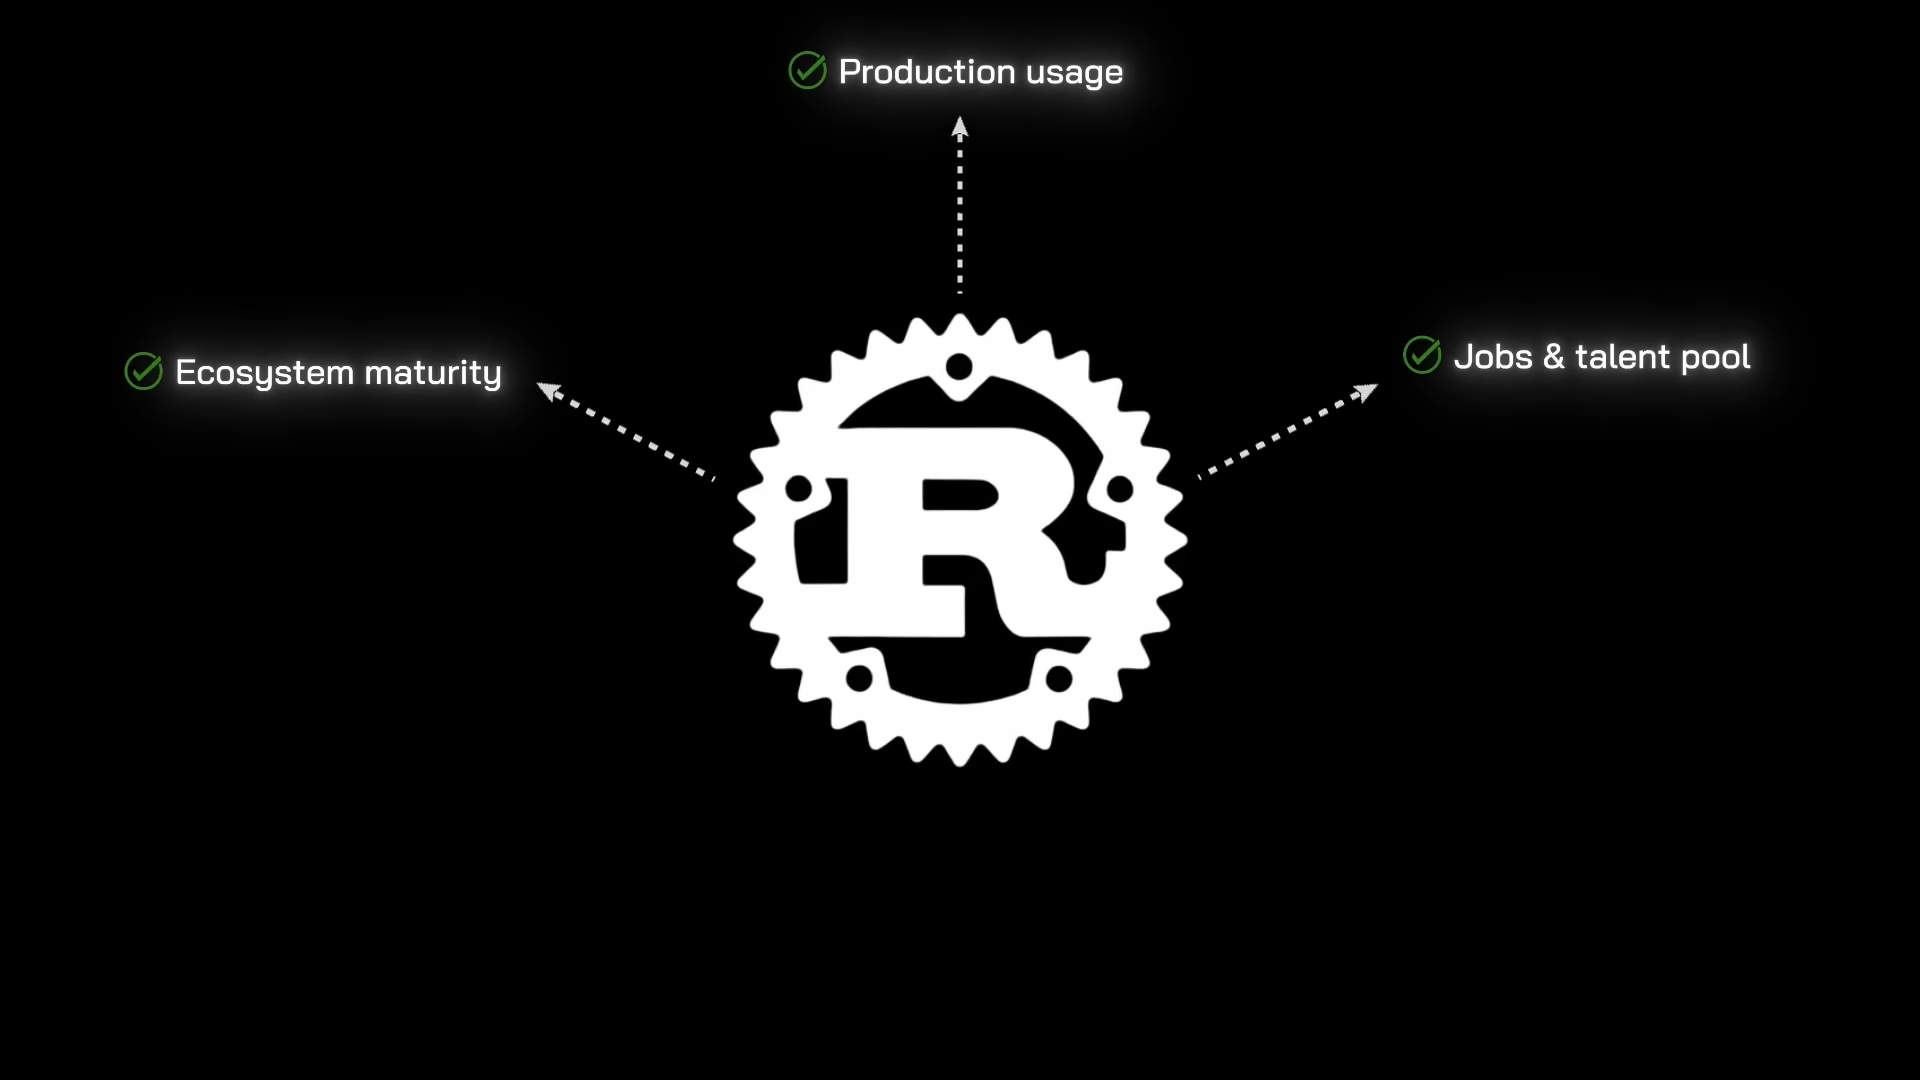 Production usage
Ecosystem maturity
Jobs & talent pool
R